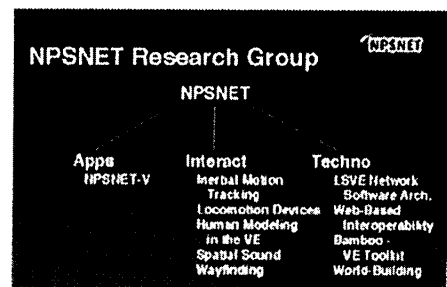 NPSNET
NPSNET Research Group
NPSNET
Apps
NPSNET-V
Interact
Inertial Motion
Tracking
Locomotion Devices
Human Modeling
in the VE
Spatial Sound
Wayfinding
Techno
LSVE Network
Software Arch.
Web-Based
Interoperability
Bamboo -
VE Toolkit
World-Building